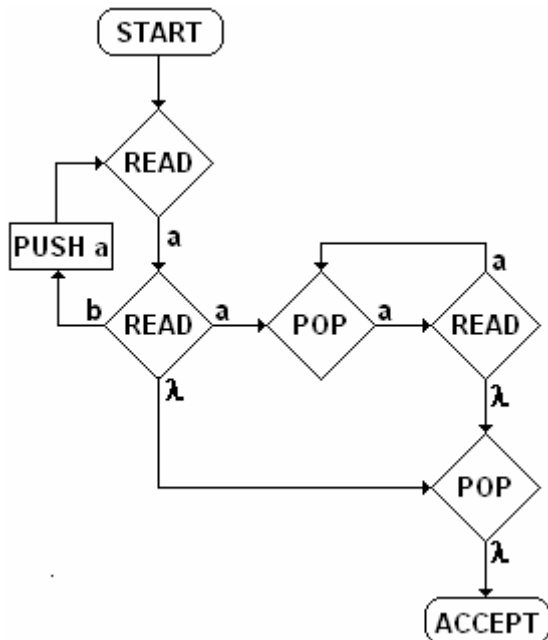 START
READ
PUSH a
a
b
READ
a
POP
a
READ
a
λ
λ
POP
λ
ACCEPT